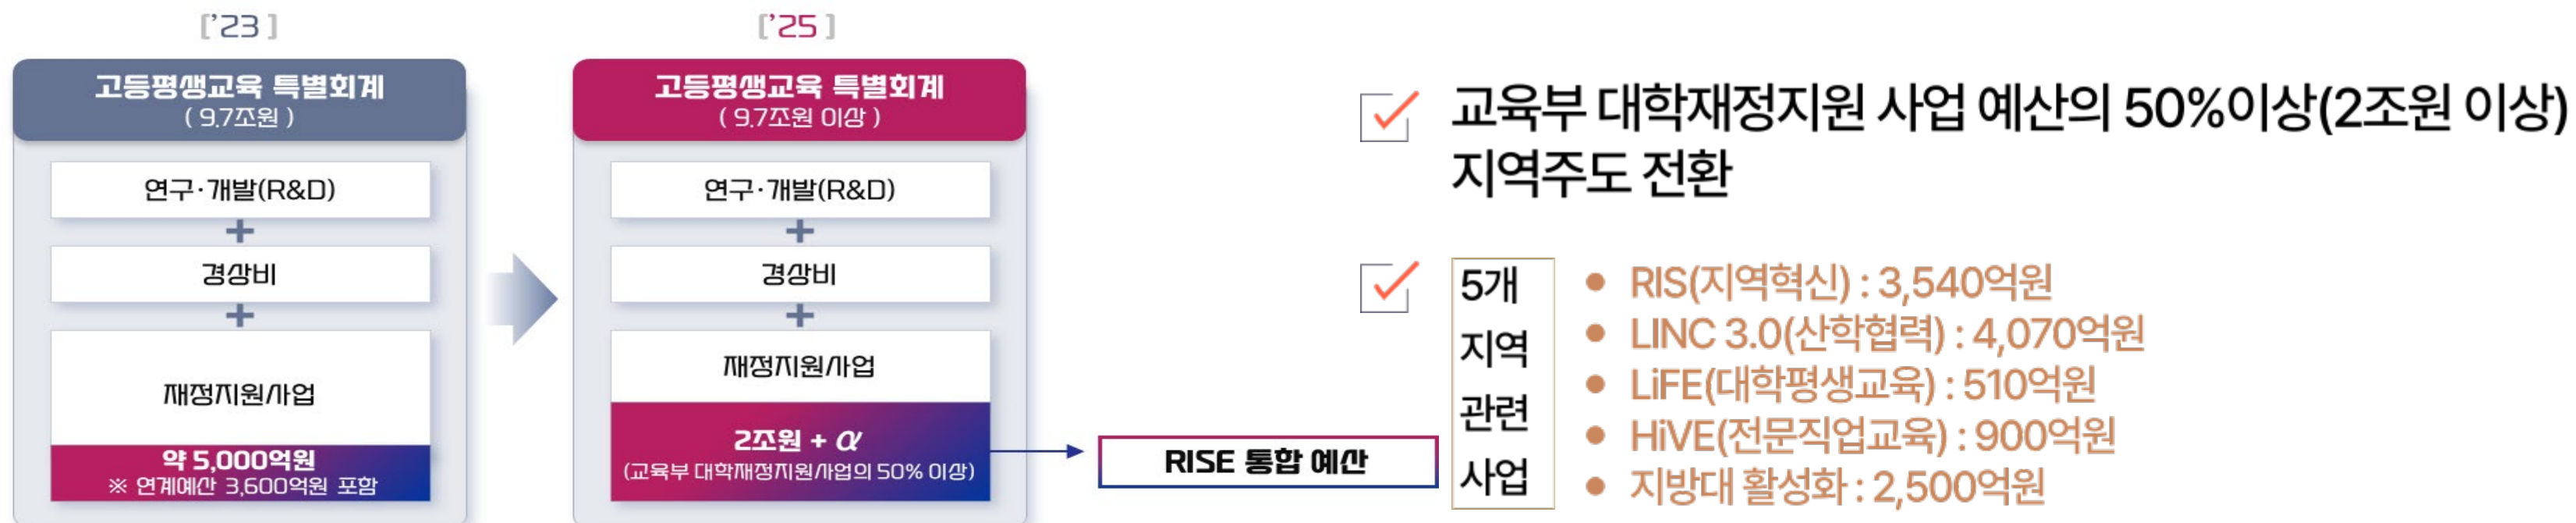 ['23]
고등평생교육 특별회계
( 9.7조원 )
연구·개발(R&D)
+
경상비
+
재정지원사업
약 5,000억원
※ 연계예산 3,600억원 포함
['25]
고등평생교육 특별회계
( 9.7조원 이상 )
연구·개발(R&D)
+
경상비
+
재정지원사업
2조원 + α
(교육부 대학재정지원사업의 50% 이상)
RISE 통합 예산
교육부 대학재정지원 사업 예산의 50%이상(2조원 이상)
지역주도 전환
5개
지역
관련
사업
• RIS(지역혁신) : 3,540억원
• LINC 3.0(산학협력) : 4,070억원
• LiFE(대학평생교육) : 510억원
• HiVE(전문직업교육) : 900억원
• 지방대 활성화 : 2,500억원